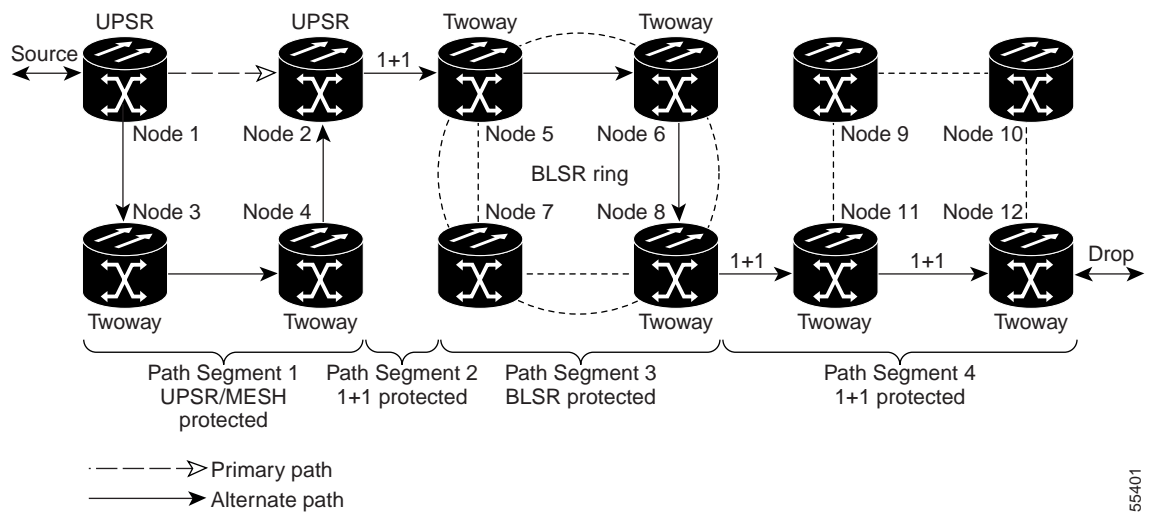 UPSR
UPSR
Twoway
Twoway
Source
1+1
Node 1
Node 2
Node 5
Node 6
Node 9
Node 10
BLSR ring
Node 3
Node 4
Node 7
Node 8
Node 11
Node 12
1+1
1+1
Drop
Twoway
Twoway
Twoway
Twoway
Twoway
Path Segment 1
UPSR/MESH
protected
Path Segment 2
1+1 protected
Path Segment 3
BLSR protected
Path Segment 4
1+1 protected
Primary path
Alternate path
55401